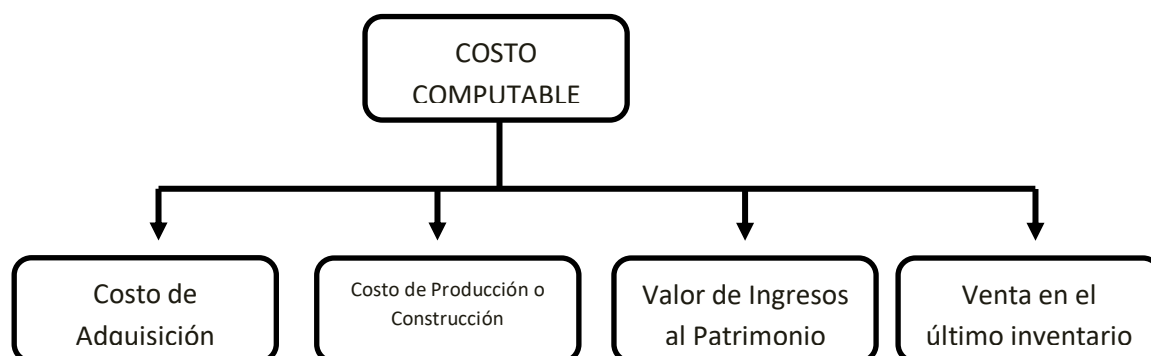 COSTO
COMPUTABLE
Costo de
Adquisición
Costo de Producción o
Construcción
Valor de Ingresos
al Patrimonio
Venta en el
último inventario